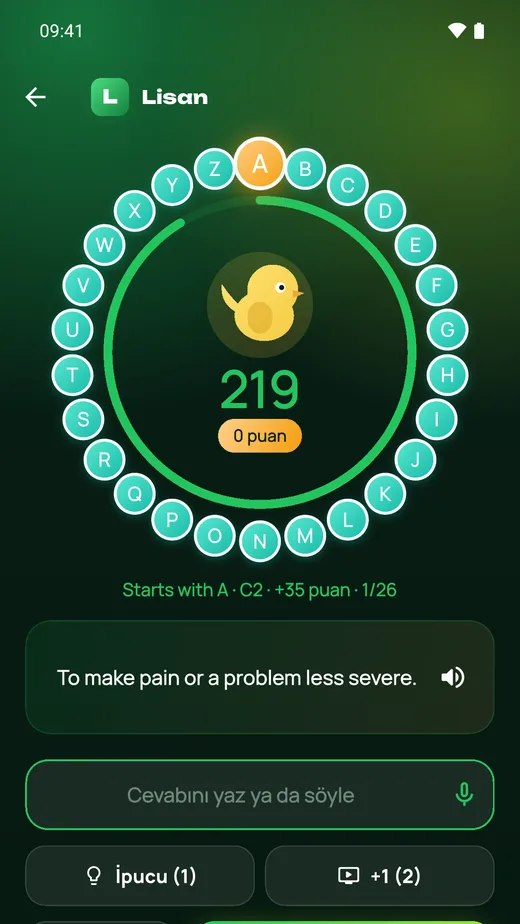 09:41
L Lisan
A
B
C
D
E
F
G
H
I
J
K
L
M
N
O
P
Q
R
S
T
U
V
W
X
Y
Z
219
0 puan
Starts with A · C2 · +35 puan · 1/26
To make pain or a problem less severe.
Cevabını yaz ya da söyle
İpucu (1)
+1 (2)